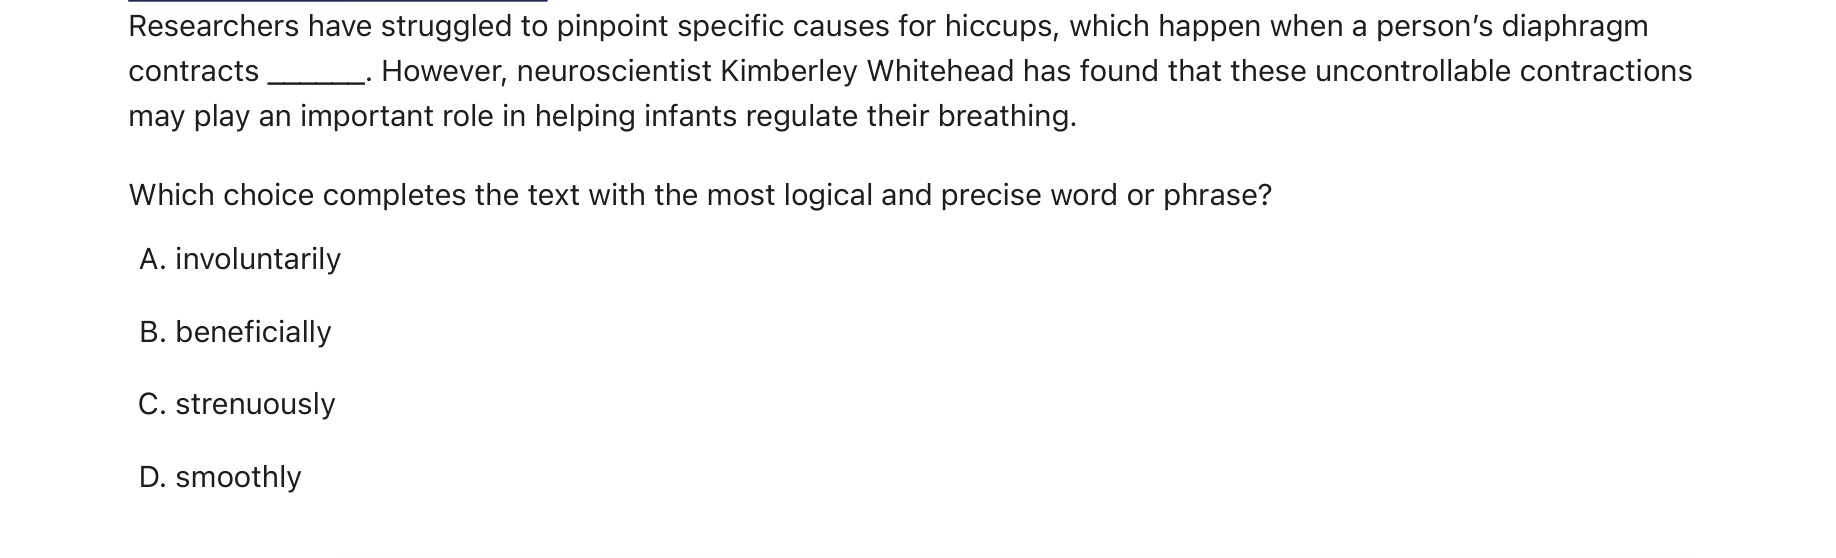 Researchers have struggled to pinpoint specific causes for hiccups, which happen when a person’s diaphragm
contracts ______. However, neuroscientist Kimberley Whitehead has found that these uncontrollable contractions
may play an important role in helping infants regulate their breathing.
Which choice completes the text with the most logical and precise word or phrase?
A. involuntarily
B. beneficially
C. strenuously
D. smoothly